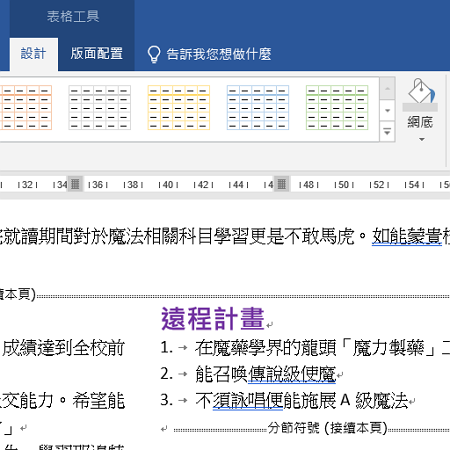 表格工具
設計 版面配置 告訴我您想做什麼
網底
32 34 36 38 40 42 44 48 50 52 54
就讀期間對於魔法相關科目學習更是不敢馬虎。如能蒙貴
本頁)
遠程計畫
成績達到全校前
1. → 在魔藥學界的龍頭「魔力製藥」
2. → 能召喚傳說級使魔
交能力。希望能
3. → 不須詠唱便能施展 A 級魔法
」
分節符號 (接續本頁)